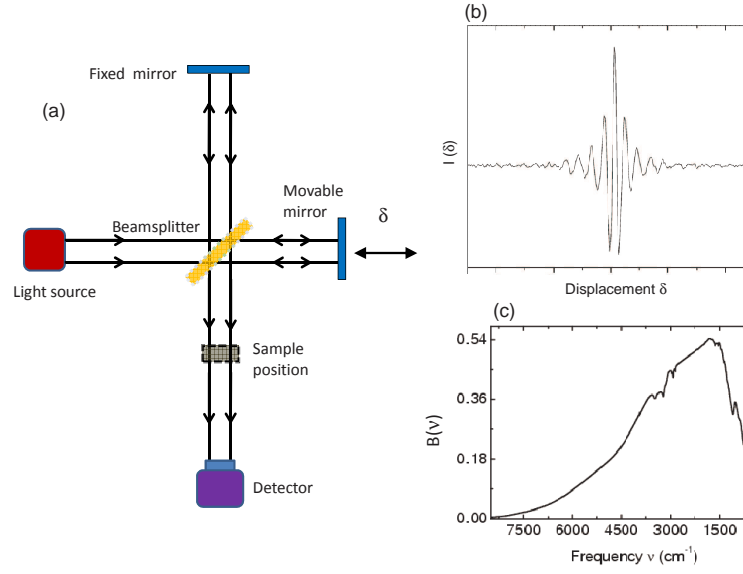 (a)
Fixed mirror
Movable
mirror
δ
Beamsplitter
Light source
Sample
position
Detector
(b)
I (δ)
Displacement δ
(c)
0.54
0.36
0.18
0.00
B(ν)
7500 6000 4500 3000 1500
Frequency ν (cm⁻¹)